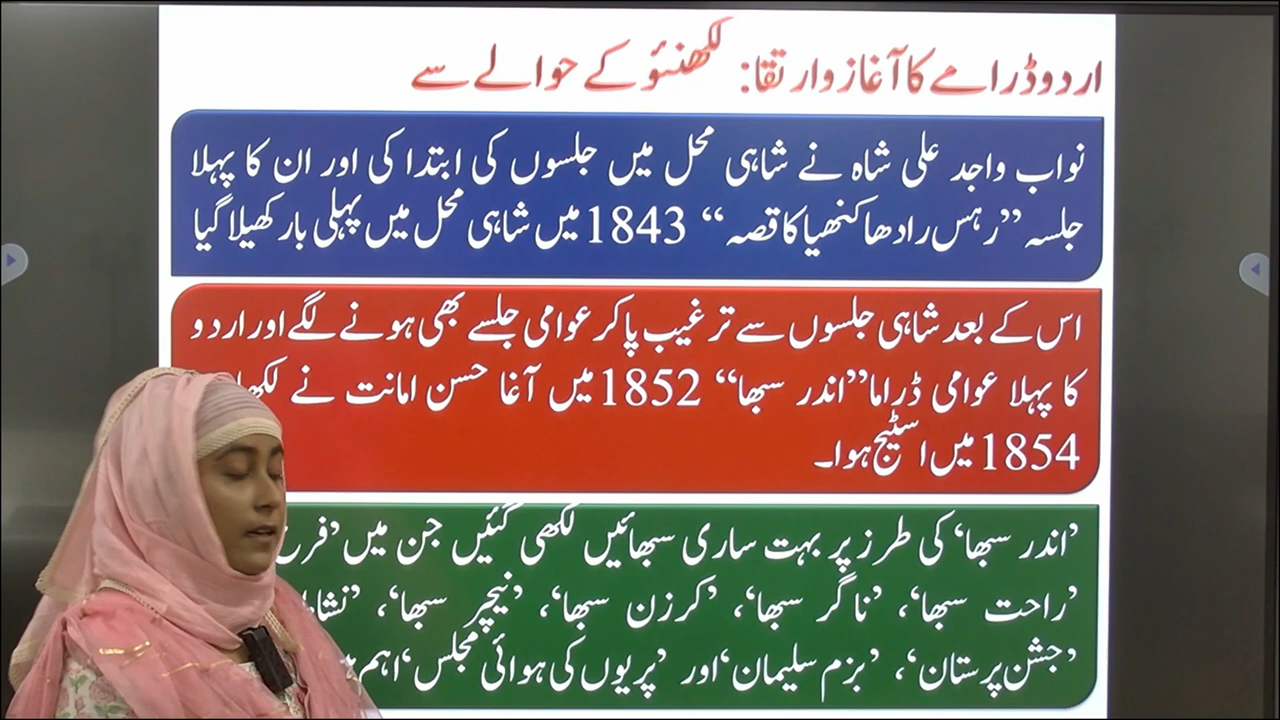 اردو ڈرامے کا آغاز و ارتقا: لکھنئو کے حوالے سے
نواب واجد علی شاہ نے شاہی محل میں جلسوں کی ابتدا کی اور ان کا پہلا
جلسہ ”رہس رادھا کنھیا کا قصہ“ 1843 میں شاہی محل میں پہلی بار کھیلا گیا
اس کے بعد شاہی جلسوں سے ترغیب پا کر عوامی جلسے بھی ہونے لگے اور اردو
کا پہلا عوامی ڈراما ”اندر سبھا“ 1852 میں آغا حسن امانت نے لکھا
1854 میں اسٹیج ہوا۔
’اندر سبھا‘ کی طرز پر بہت ساری سبھائیں لکھی گئیں جن میں
’راحت سبھا‘، ’ناگر سبھا‘، ’کرزن سبھا‘، ’نیچر سبھا‘،
’جشن پرستان‘، ’بزم سلیمان‘ اور ’پریوں کی ہوائی مجلس‘ اہم